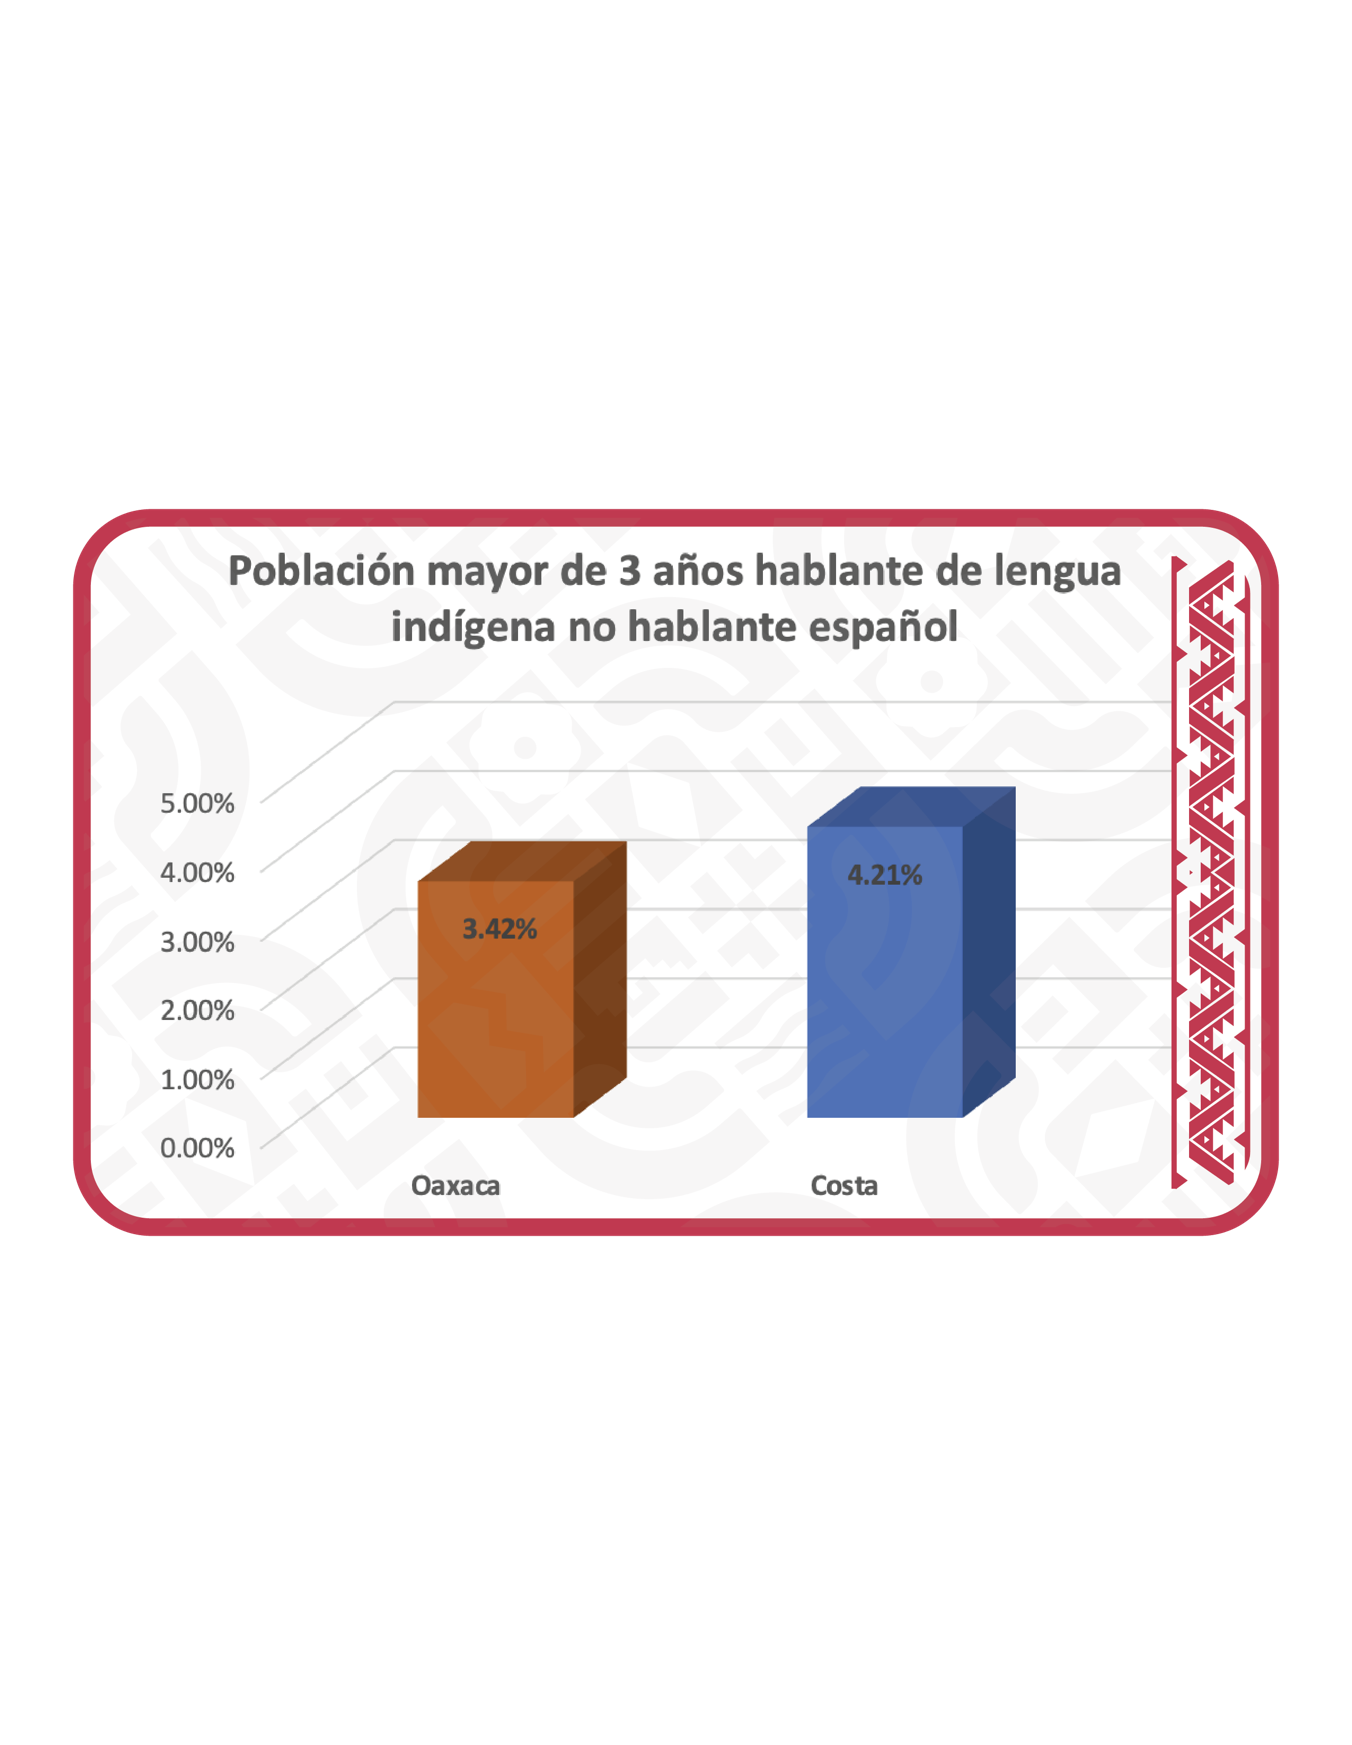 Población mayor de 3 años hablante de lengua
indígena no hablante español
5.00%
4.00%
3.00%
2.00%
1.00%
0.00%
3.42%
4.21%
Oaxaca
Costa